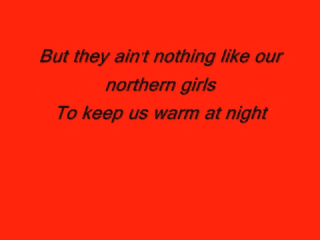 But they ain't nothing like our
northern girls
To keep us warm at night